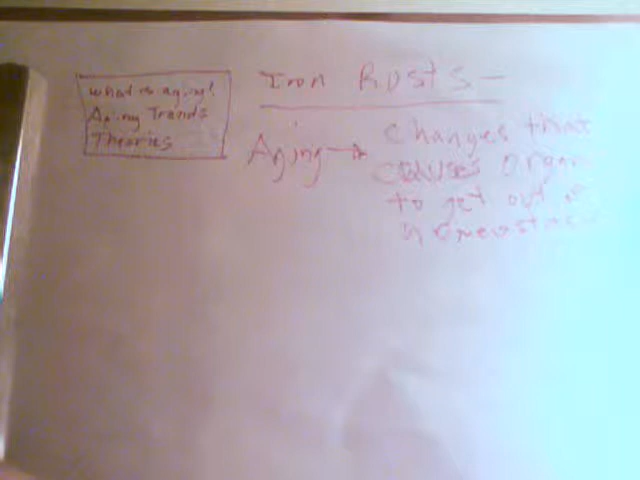 what is aging?
Aging Trends
Theories
Iron Rusts -
Aging → changes that
causes organ
to get out of